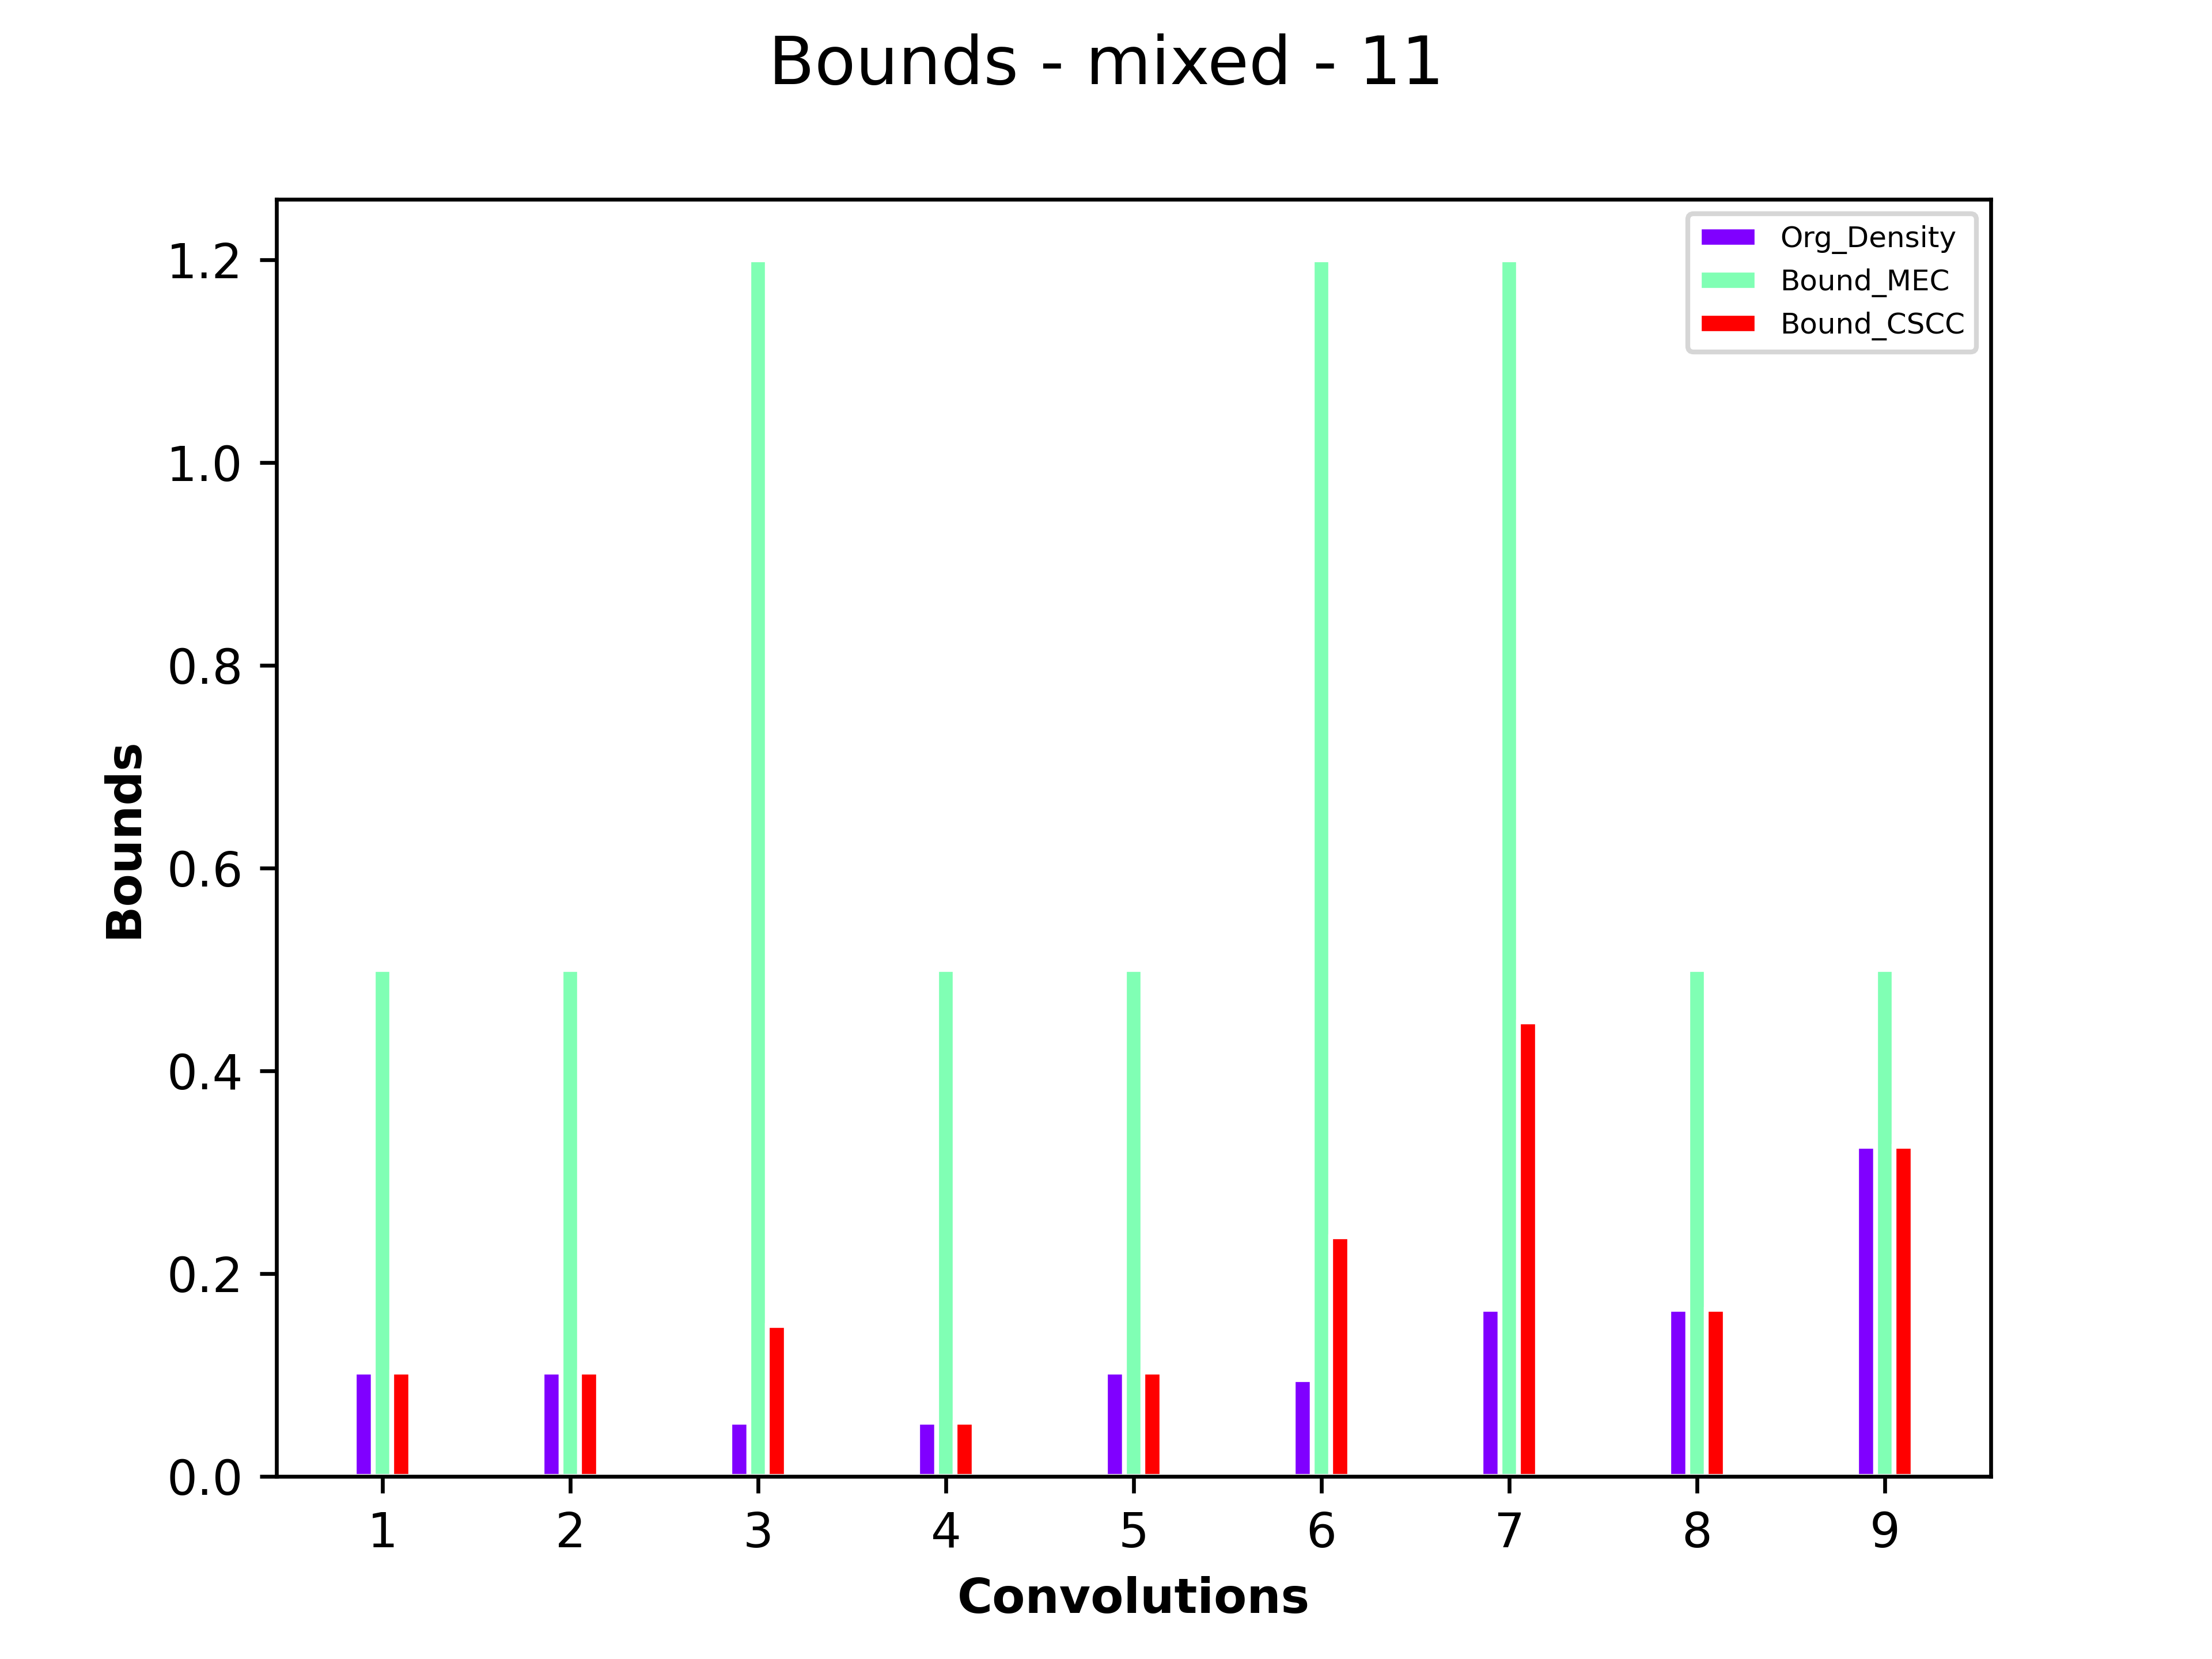 Bounds - mixed - 11
Org_Density
Bound_MEC
Bound_CSCC
1.2
1.0
0.8
0.6
0.4
0.2
0.0
Bounds
1 2 3 4 5 6 7 8 9
Convolutions